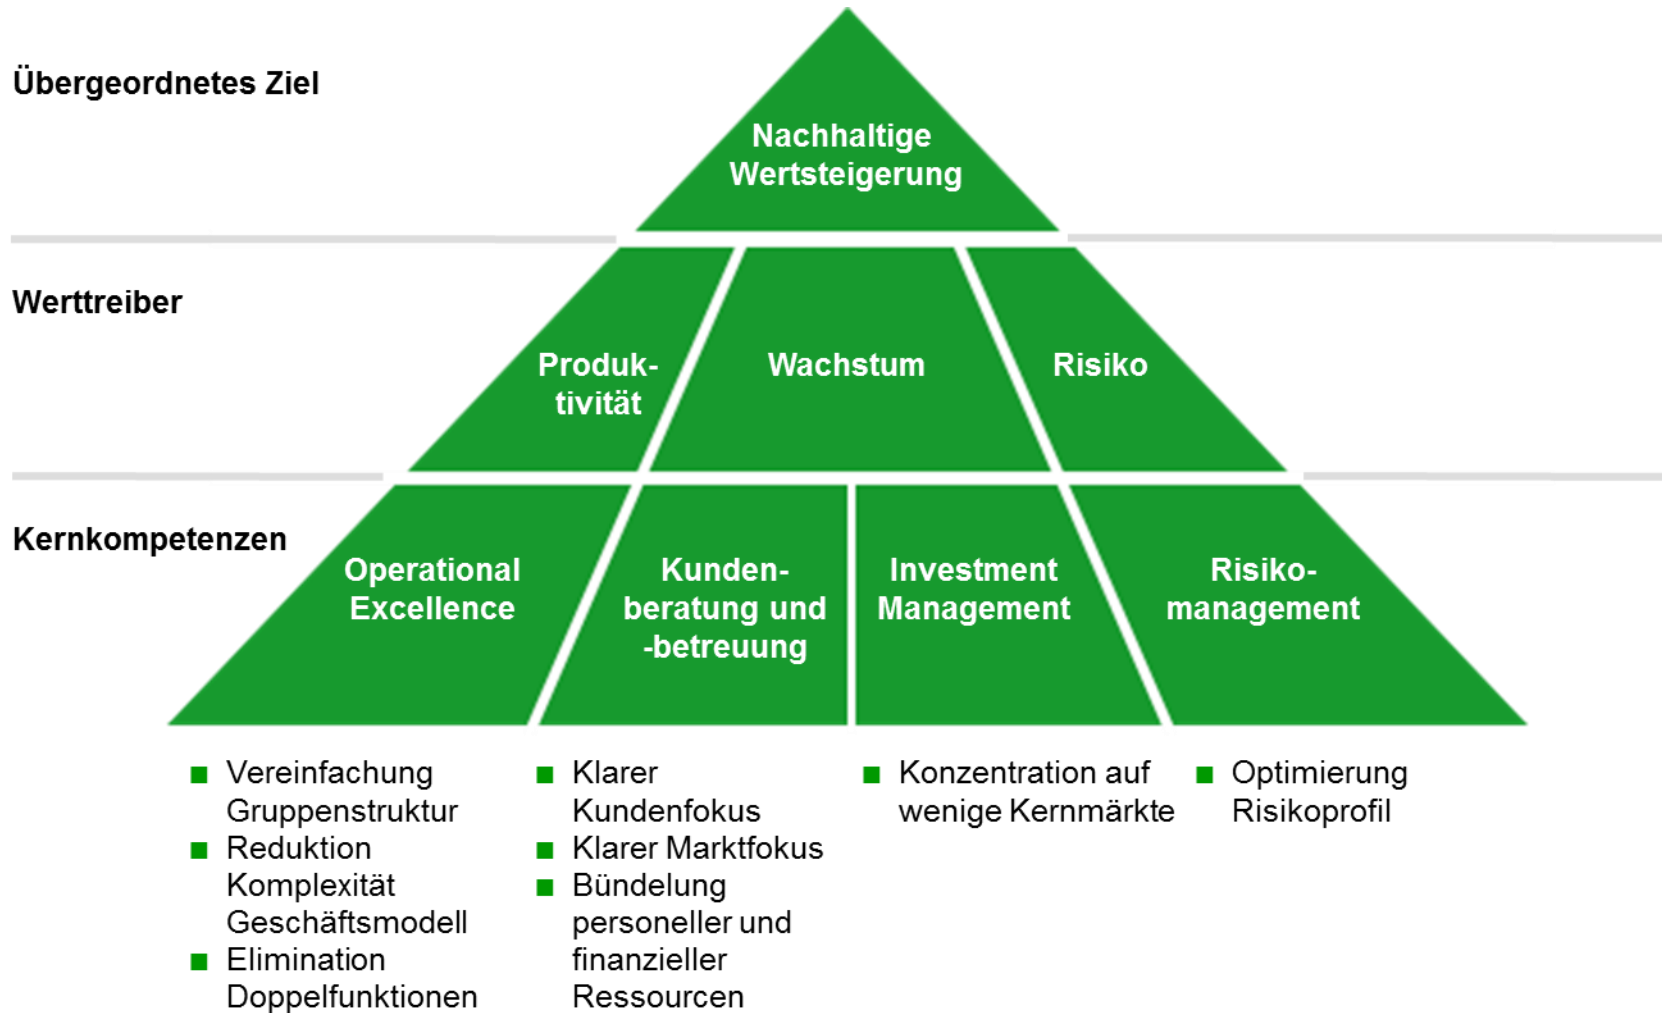 Übergeordnetes Ziel
Nachhaltige
Wertsteigerung
Werttreiber
Produk-
tivität
Wachstum
Risiko
Kernkompetenzen
Operational
Excellence
Kunden-
beratung und
-betreuung
Investment
Management
Risiko-
management
Vereinfachung
Gruppenstruktur
Reduktion
Komplexität
Geschäftsmodell
Elimination
Doppelfunktionen
Klarer
Kundenfokus
Klarer Marktfokus
Bündelung
personeller und
finanzieller
Ressourcen
Konzentration auf
wenige Kernmärkte
Optimierung
Risikoprofil